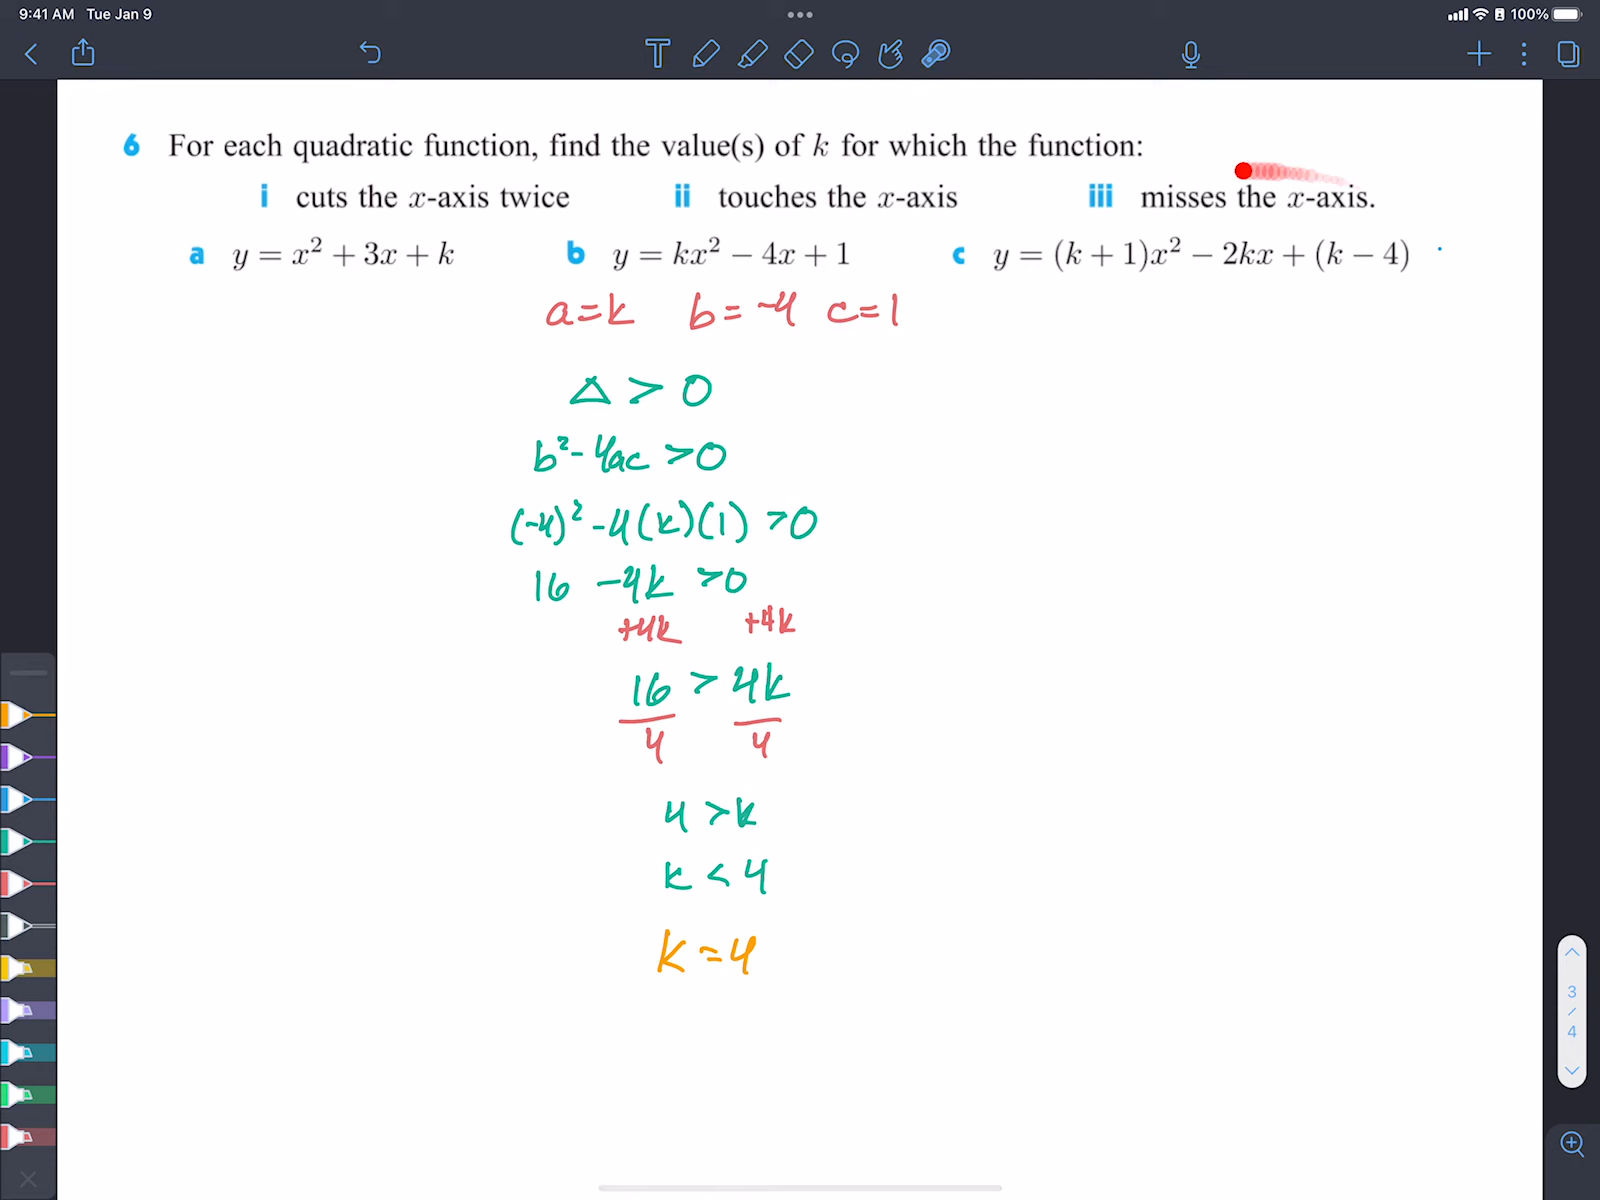 9:41 AM Tue Jan 9
100%
6 For each quadratic function, find the value(s) of k for which the function:
i cuts the x-axis twice ii touches the x-axis iii misses the x-axis.
a y = x² + 3x + k b y = kx² − 4x + 1 c y = (k + 1)x² − 2kx + (k − 4)
a=k b=-4 c=1
△ > 0
b²-4ac >0
(-4)²-4(k)(1) >0
16 -4k >0
+4k +4k
16 > 4k
4 4
4 >k
k < 4
k =4
3
/
4